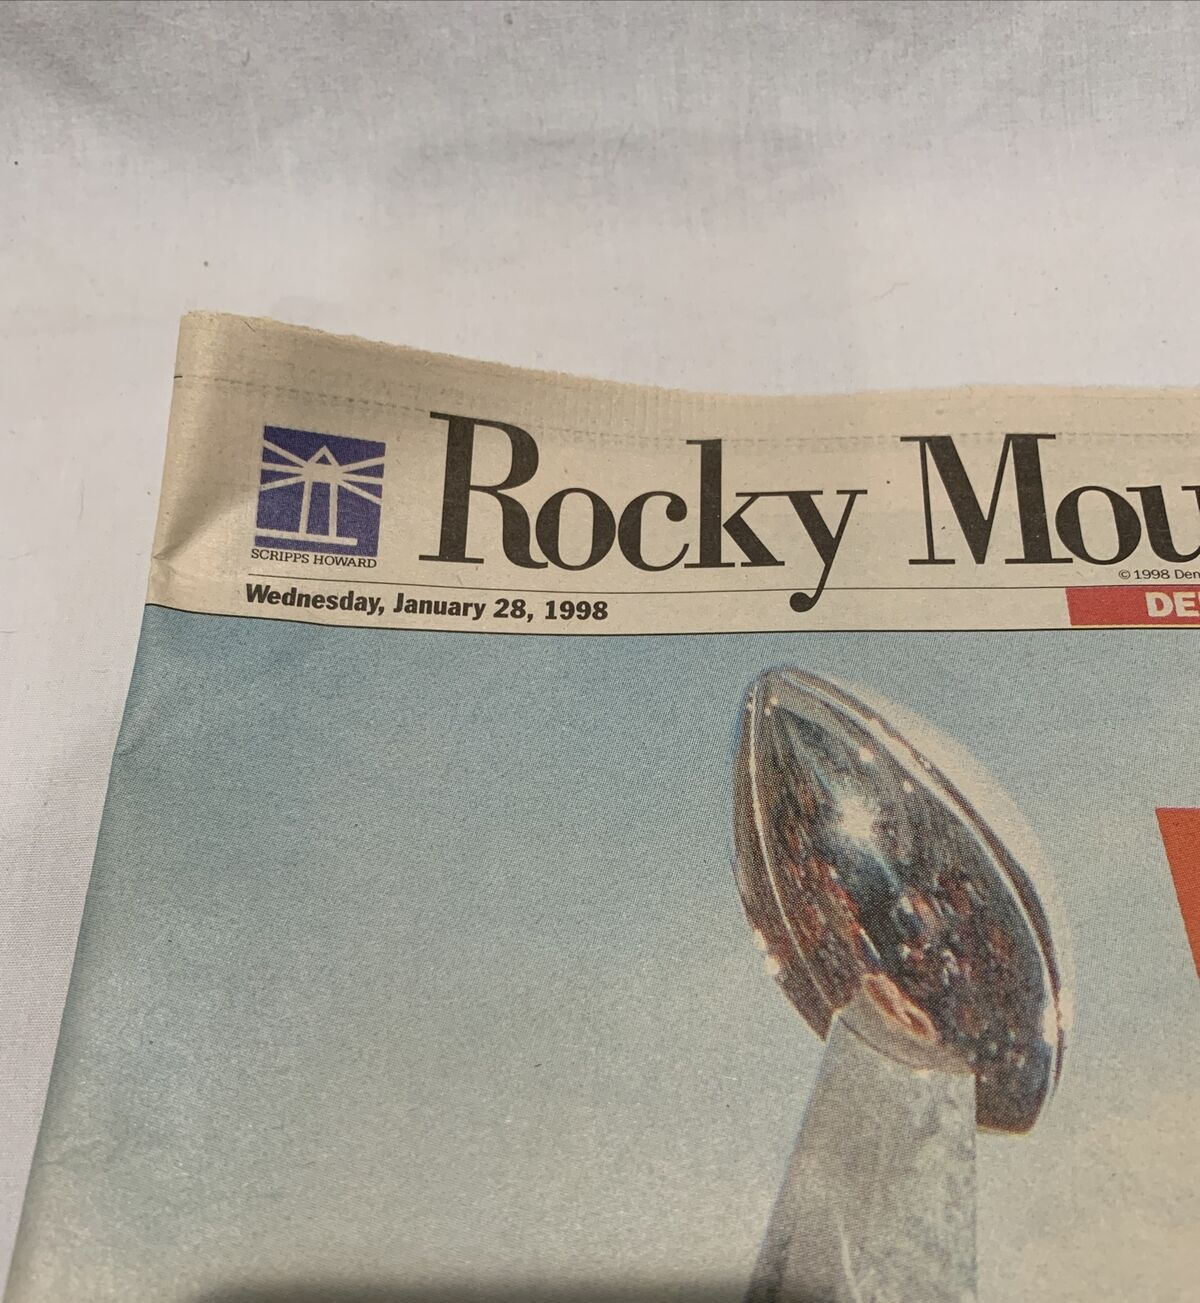 SCRIPPS HOWARD
Rocky Mou
© 1998 Den
Wednesday, January 28, 1998
DE